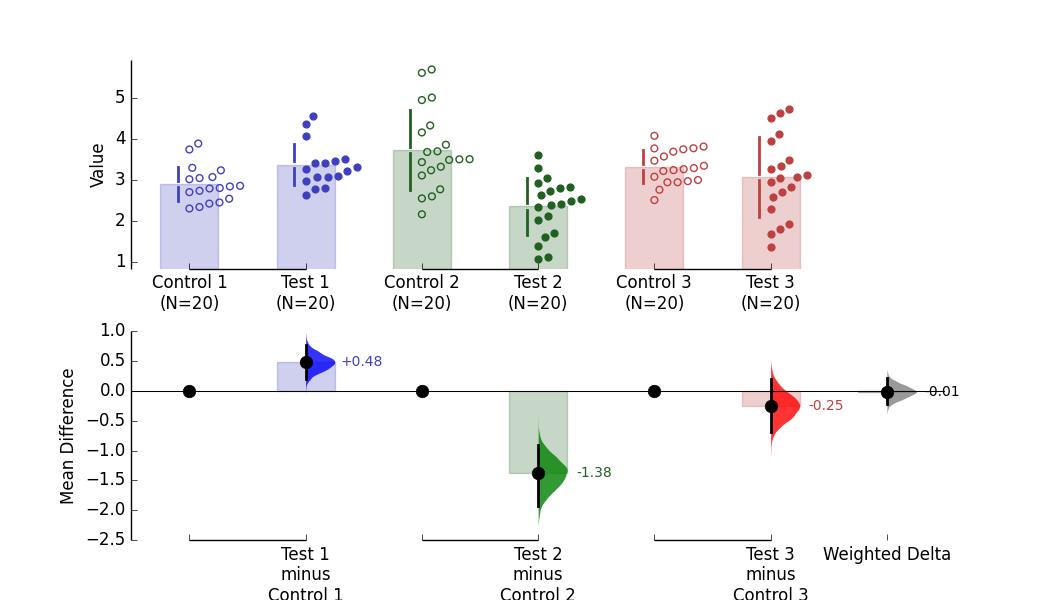 Value
5
4
3
2
1
Control 1 Test 1 Control 2 Test 2 Control 3 Test 3
(N=20) (N=20) (N=20) (N=20) (N=20) (N=20)
Mean Difference
1.0
0.5
0.0
−0.5
−1.0
−1.5
−2.0
−2.5
+0.48
-1.38
-0.25
-0.01
Test 1 Test 2 Test 3 Weighted Delta
minus minus minus
Control 1 Control 2 Control 3